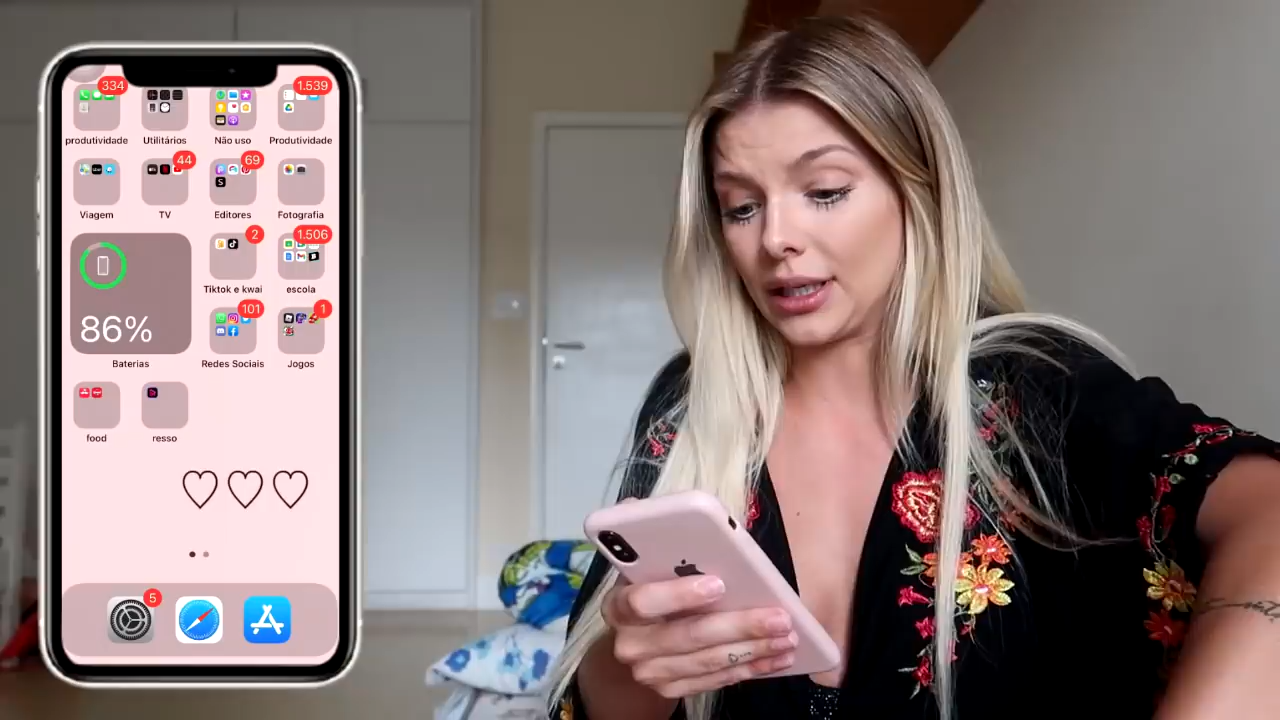 334
1.539
produtividade
Utilitários
Não uso
Produtividade
44
69
Viagem
TV
Editores
Fotografia
2
1.506
Tiktok e kwai
escola
101
1
86%
Baterias
Redes Sociais
Jogos
food
resso
5